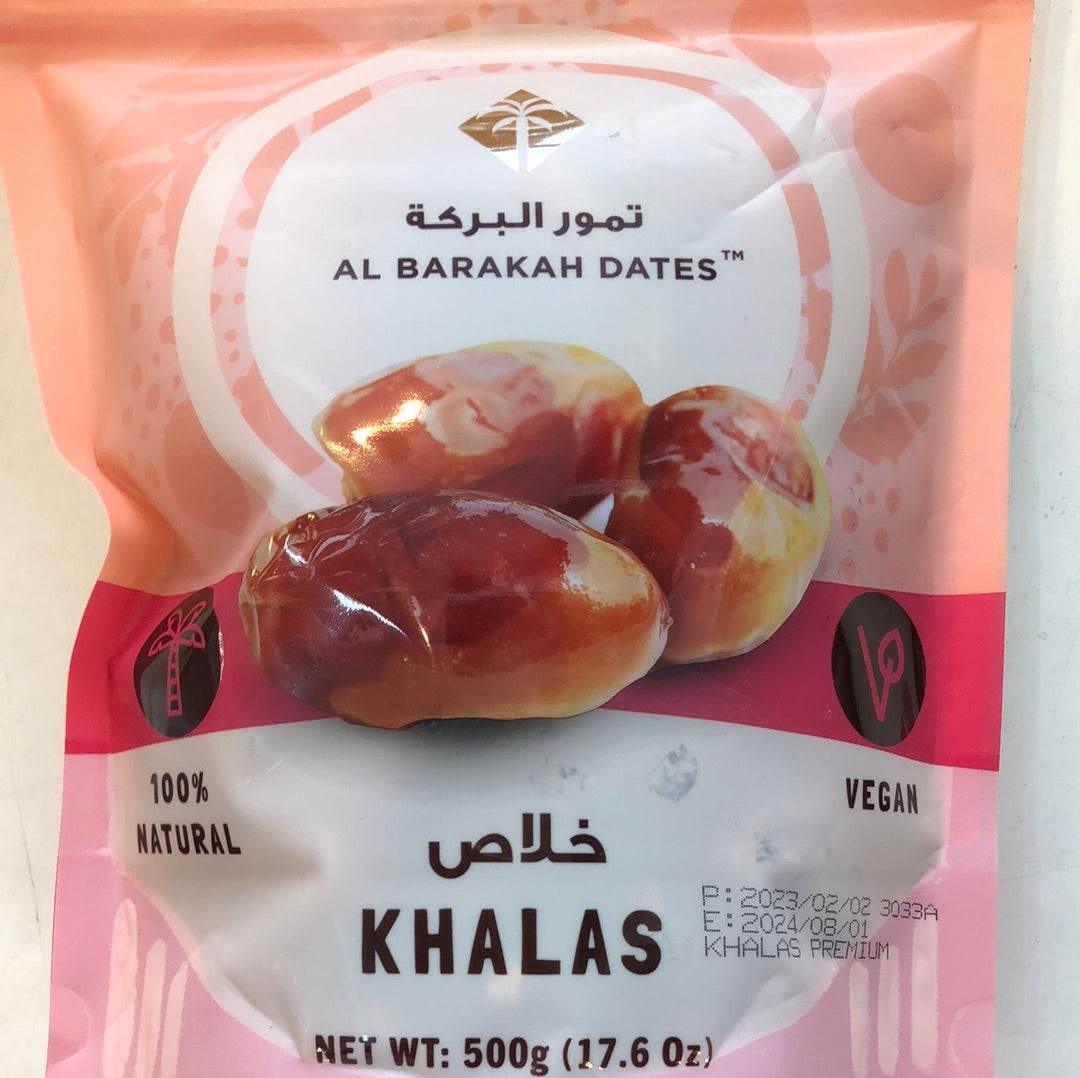 تمور البركة
AL BARAKAH DATES™
100%
NATURAL
VEGAN
خلاص
KHALAS
P: 2023/02/02 3033A
E: 2024/08/01
KHALAS PREMIUM
NET WT: 500g (17.6 Oz)